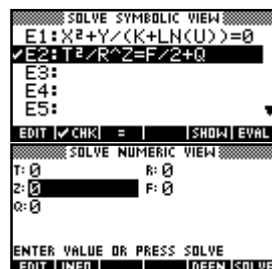 SOLVE SYMBOLIC VIEW
E1:X²+Y/(K+LN(U))=0
✓E2:T²/R^Z=F/2+Q
E3:
E4:
E5:
EDIT ✓CHK = SHOW EVAL
SOLVE NUMERIC VIEW
T: 0 R: 0
Z: 0 F: 0
Q: 0
ENTER VALUE OR PRESS SOLVE
EDIT INFO DEFN SOLVE